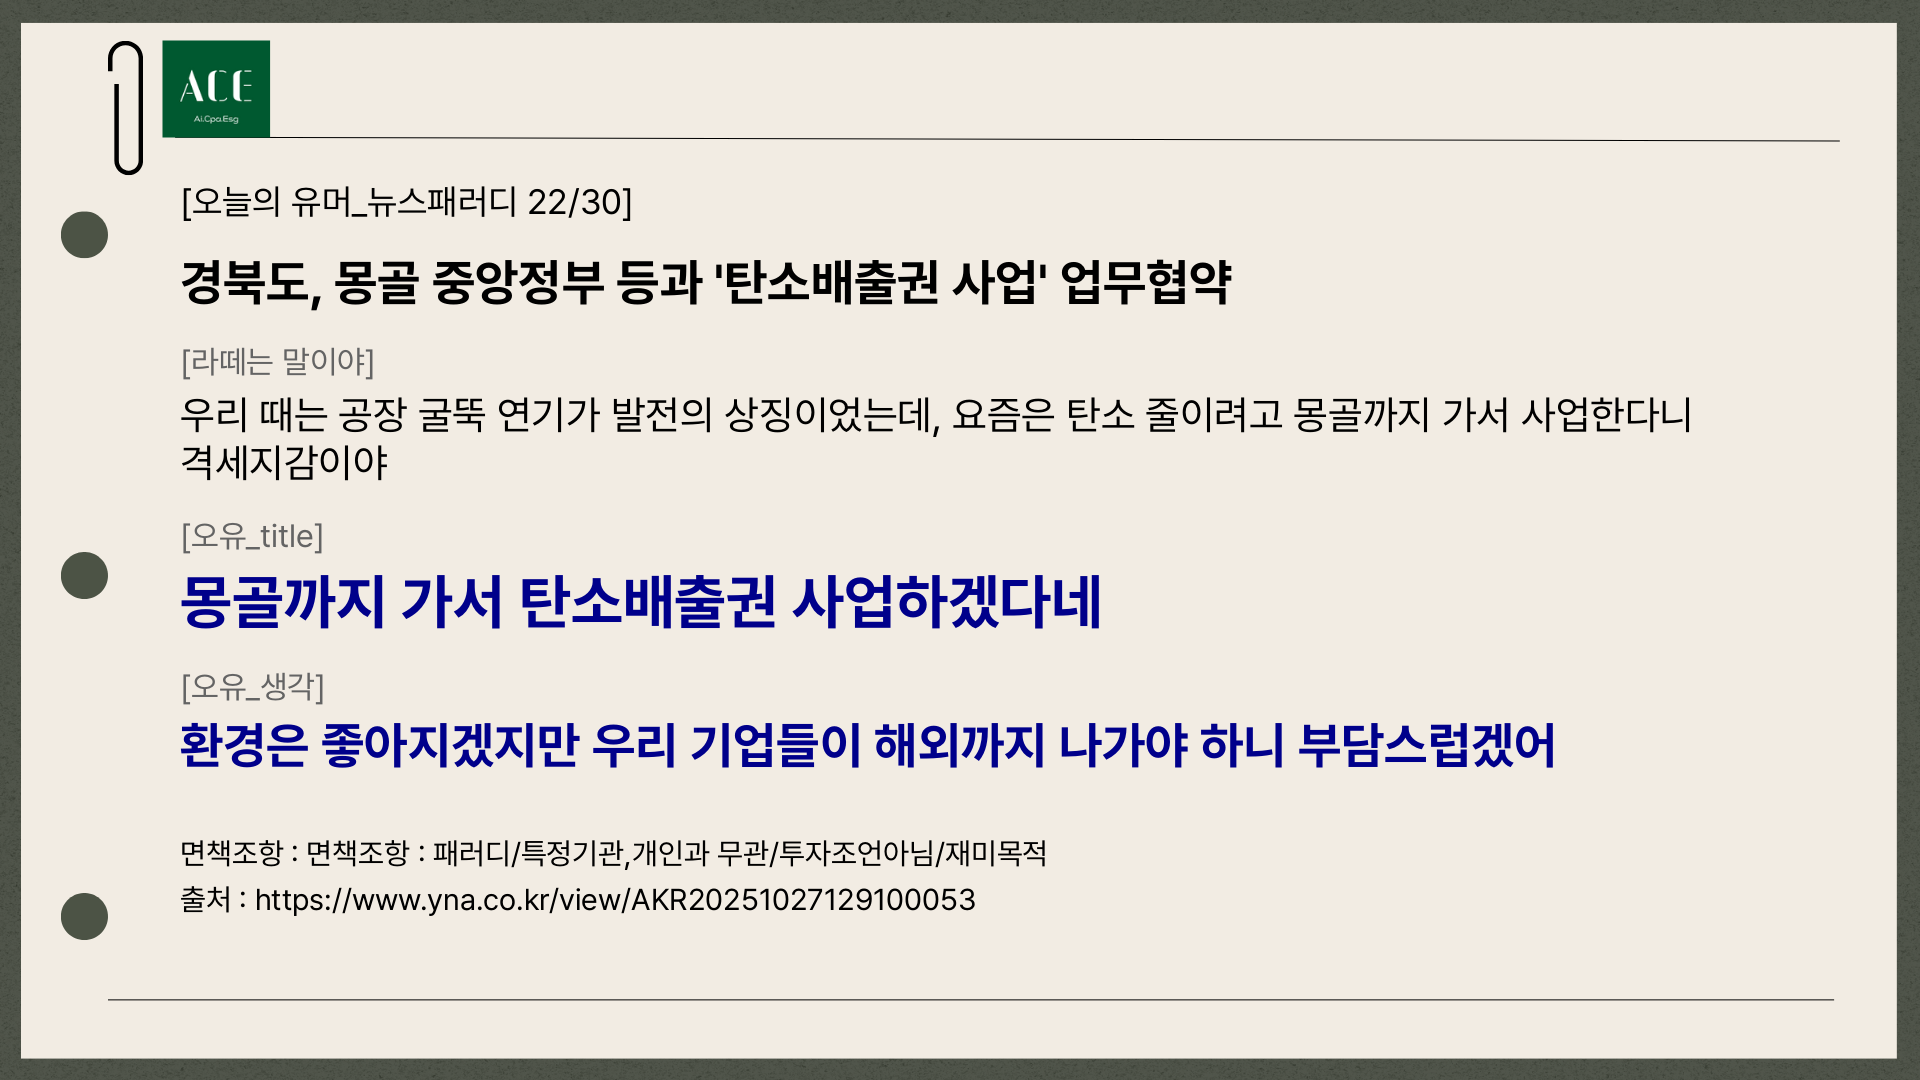 ACE
Ai.Cpa.Esg
[오늘의 유머_뉴스패러디 22/30]
경북도, 몽골 중앙정부 등과 '탄소배출권 사업' 업무협약
[라떼는 말이야]
우리 때는 공장 굴뚝 연기가 발전의 상징이었는데, 요즘은 탄소 줄이려고 몽골까지 가서 사업한다니
격세지감이야
[오유_title]
몽골까지 가서 탄소배출권 사업하겠다네
[오유_생각]
환경은 좋아지겠지만 우리 기업들이 해외까지 나가야 하니 부담스럽겠어
면책조항 : 면책조항 : 패러디/특정기관,개인과 무관/투자조언아님/재미목적
출처 : https://www.yna.co.kr/view/AKR20251027129100053